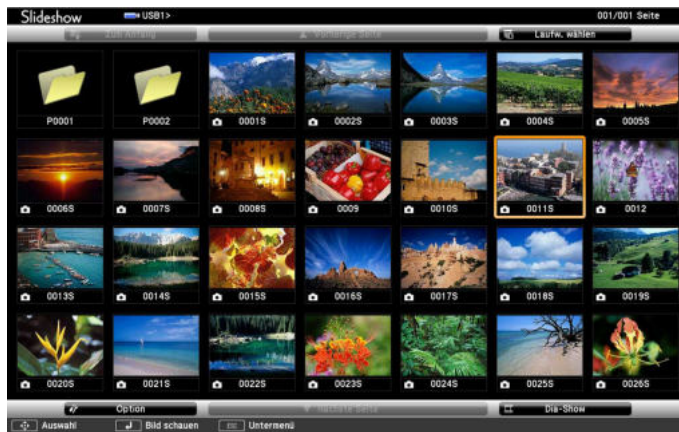 Slideshow USB1> 001/001 Seite
Zum Anfang Vorherige Seite Laufw. wählen
P0001 P0002 0001S 0002S 0003S 0004S 0005S
0006S 0007S 0008S 0009 0010S 0011S 0012
0013S 0014S 0015S 0016S 0017S 0018S 0019S
0020S 0021S 0022S 0023S 0024S 0025S 0026S
Option Nächste Seite Dia-Show
Auswahl Bild schauen Esc Untermenü